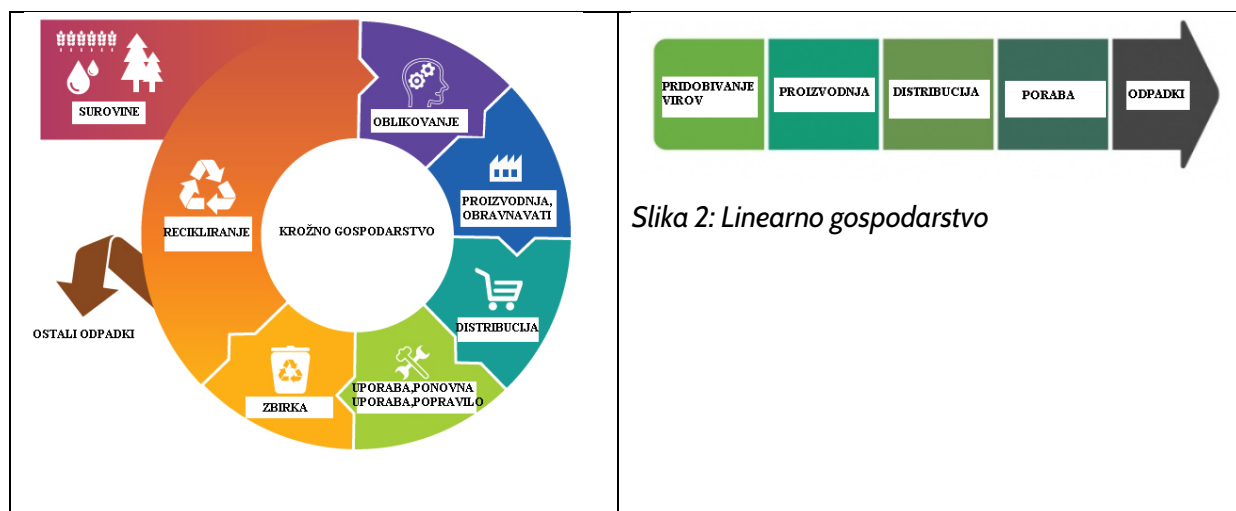 SUROVINE
OBLIKOVANJE
PROIZVODNJA,
OBRAVNAVATI
DISTRIBUCIJA
UPORABA,PONOVNA
UPORABA,POPRAVILO
ZBIRKA
RECIKLIRANJE
OSTALI ODPADKI
KROŽNO GOSPODARSTVO
PRIDOBIVANJE
VIROV
PROIZVODNJA
DISTRIBUCIJA
PORABA
ODPADKI
Slika 2: Linearno gospodarstvo